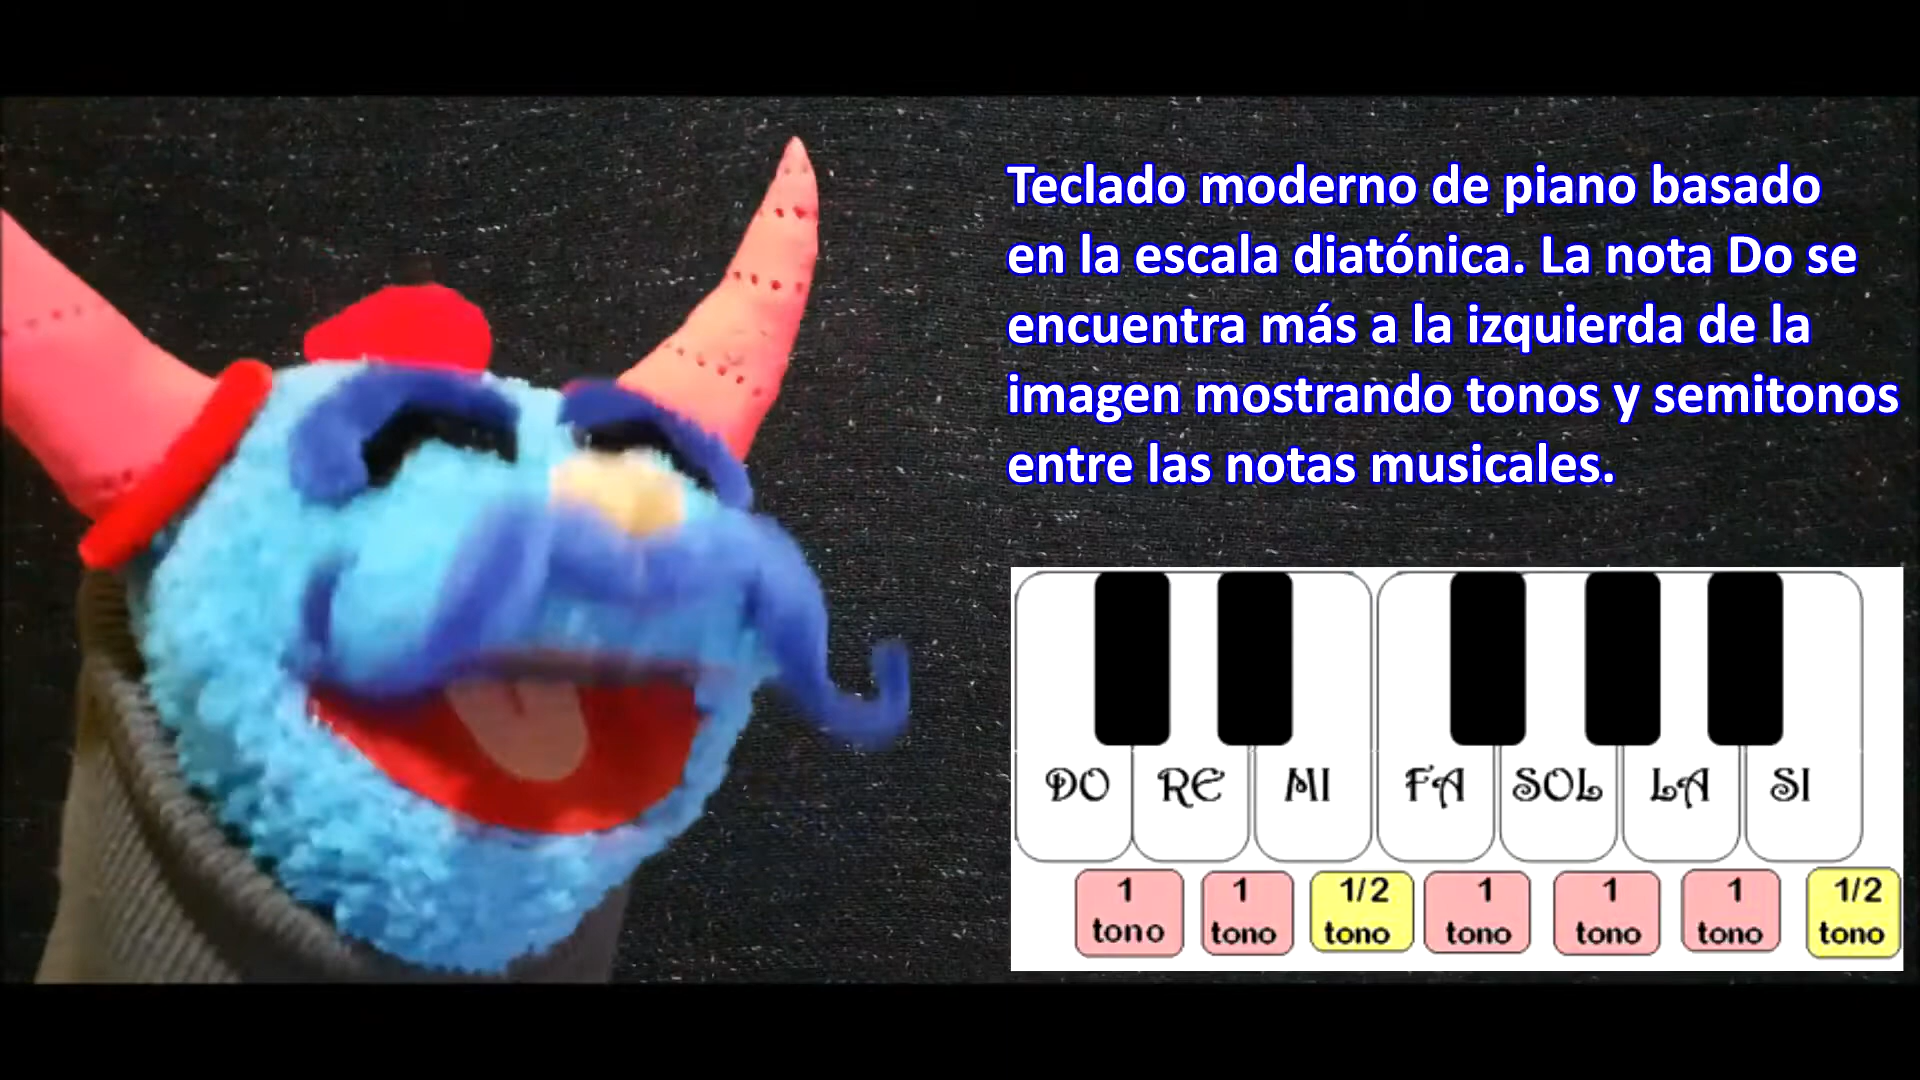 Teclado moderno de piano basado
en la escala diatónica. La nota Do se
encuentra más a la izquierda de la
imagen mostrando tonos y semitonos
entre las notas musicales.
DO RE MI FA SOL LA SI
1 tono 1 tono 1/2 tono 1 tono 1 tono 1 tono 1/2 tono